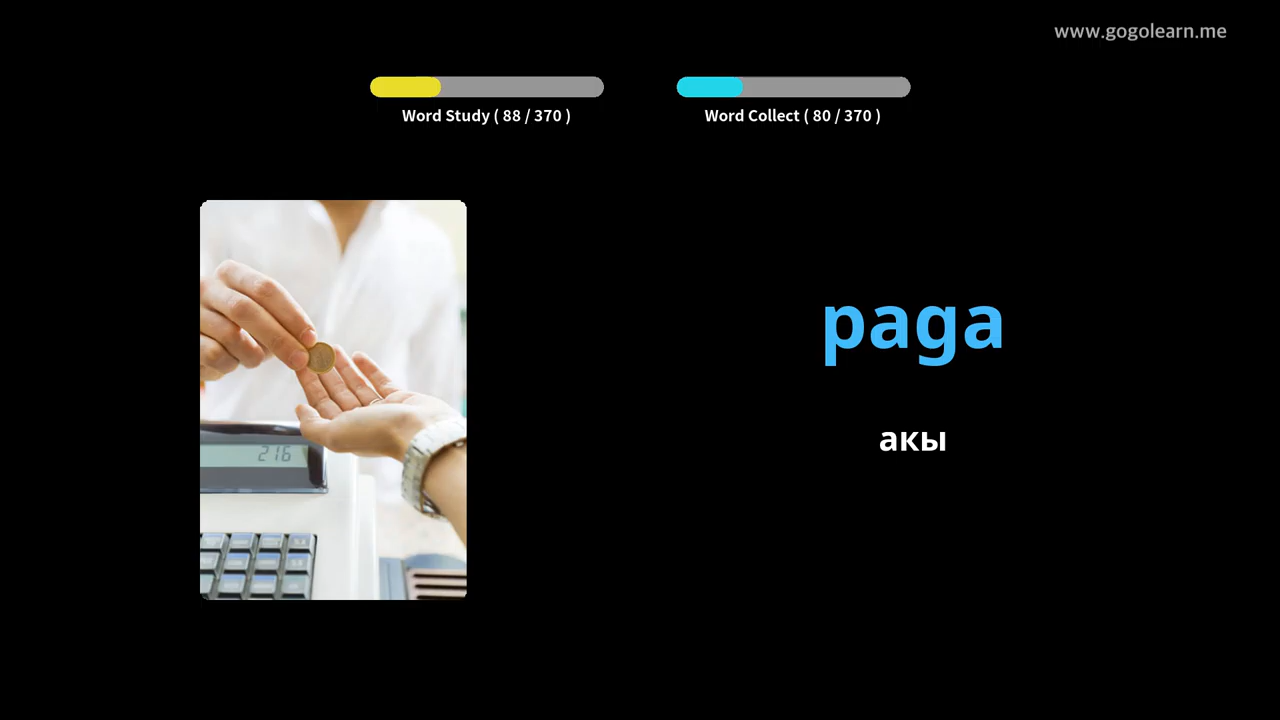 www.gogolearn.me
Word Study ( 88 / 370 )
Word Collect ( 80 / 370 )
216
paga
акы